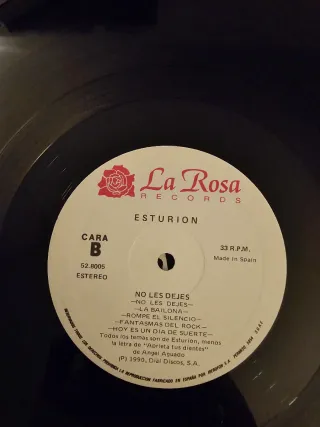 La Rosa
RECORDS
ESTURION
CARA
B
33 R.P.M.
Made In Spain
52.8005
ESTEREO
NO LES DEJES
—NO LES DEJES—
—LA BAILONA—
—ROMPE EL SILENCIO—
—FANTASMAS DEL ROCK—
—HOY ES UN DIA DE SUERTE—
Todos los temas son de Esturión, menos
la letra de "Aprieta tus dientes"
de Angel Aguado
(P) 1990, Dial Discos, S.A.